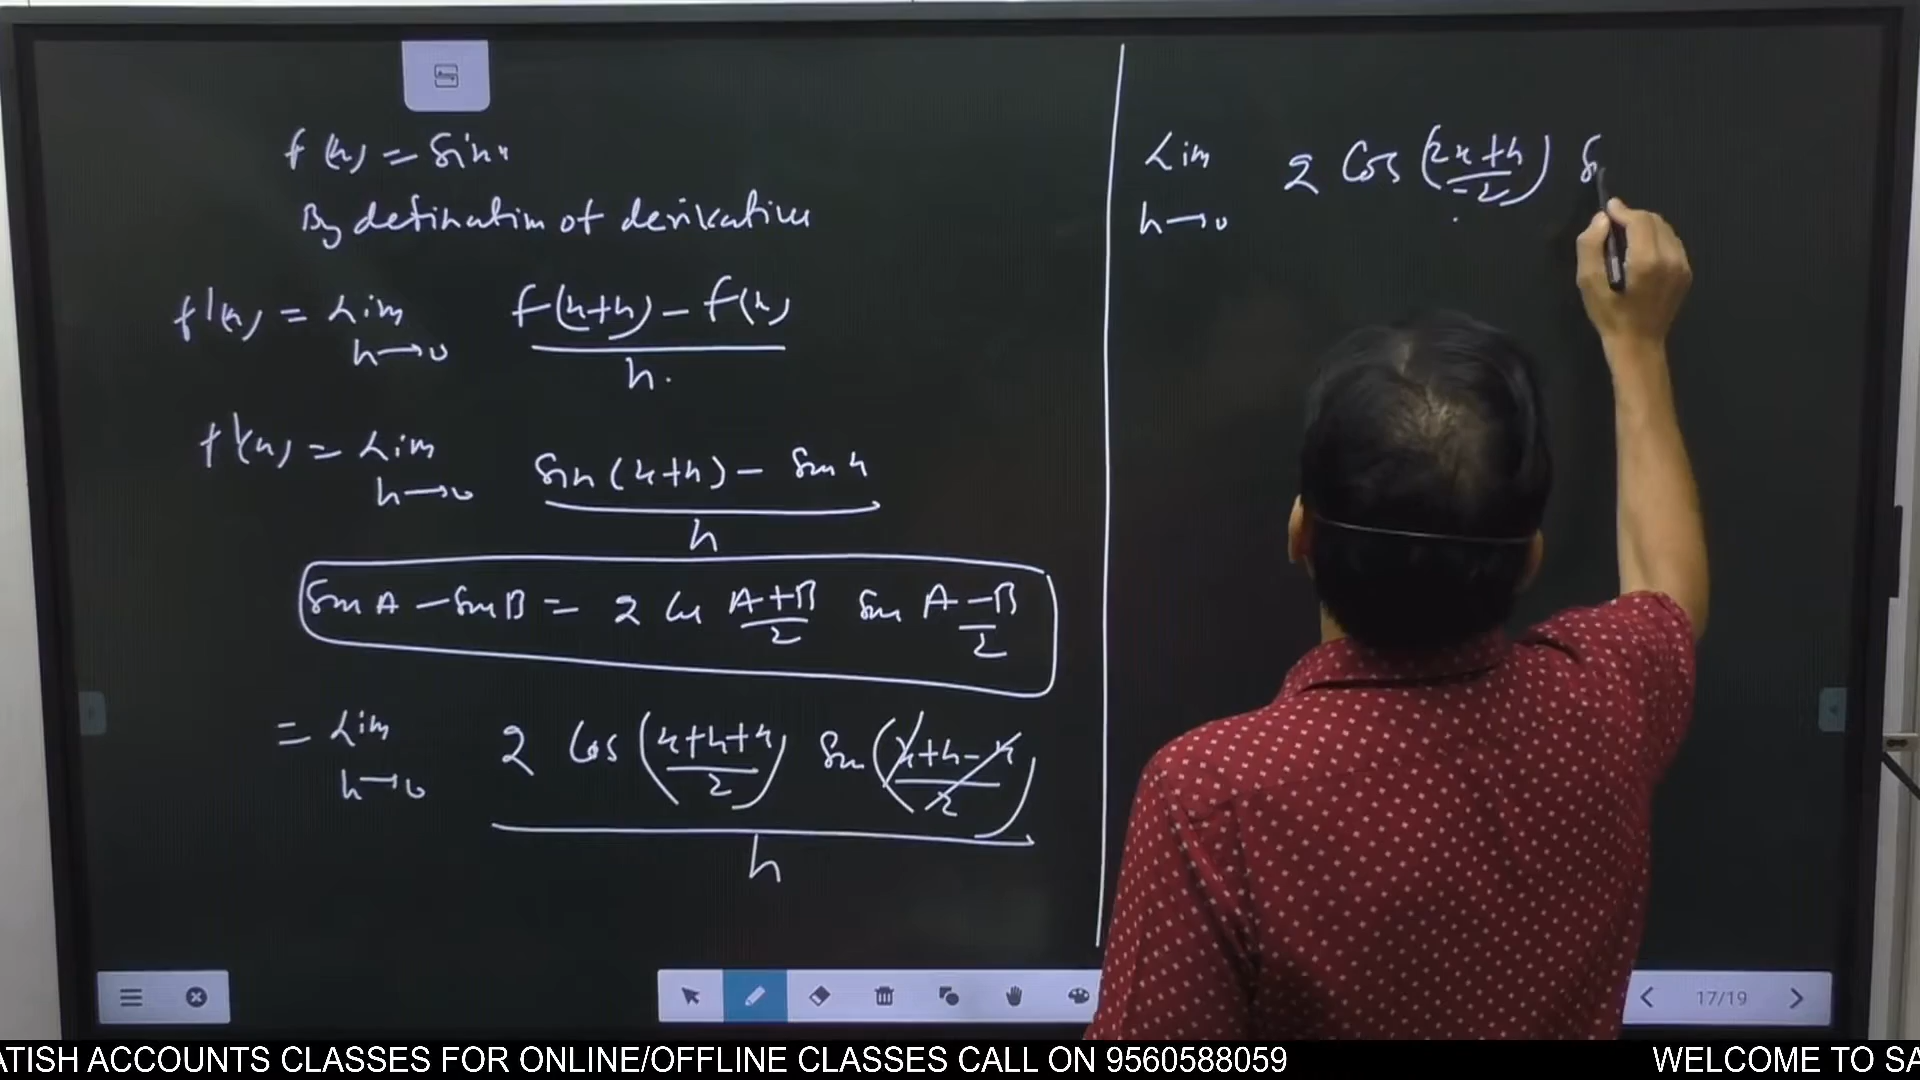 f(x) = Sinx
By defination of derivative
f'(x) = Lim h→0 f(x+h) - f(x) / h.
f'(x) = Lim h→0 Sin(x+h) - Sin x / h
Sin A - Sin B = 2 Cos A+B/2 Sin A-B/2
= Lim h→0 2 Cos (x+h+x/2) Sin (x+h-x/2) / h
Lim h→0 2 Cos (2x+h/2) S
17/19
ATISH ACCOUNTS CLASSES FOR ONLINE/OFFLINE CLASSES CALL ON 9560588059 WELCOME TO SA